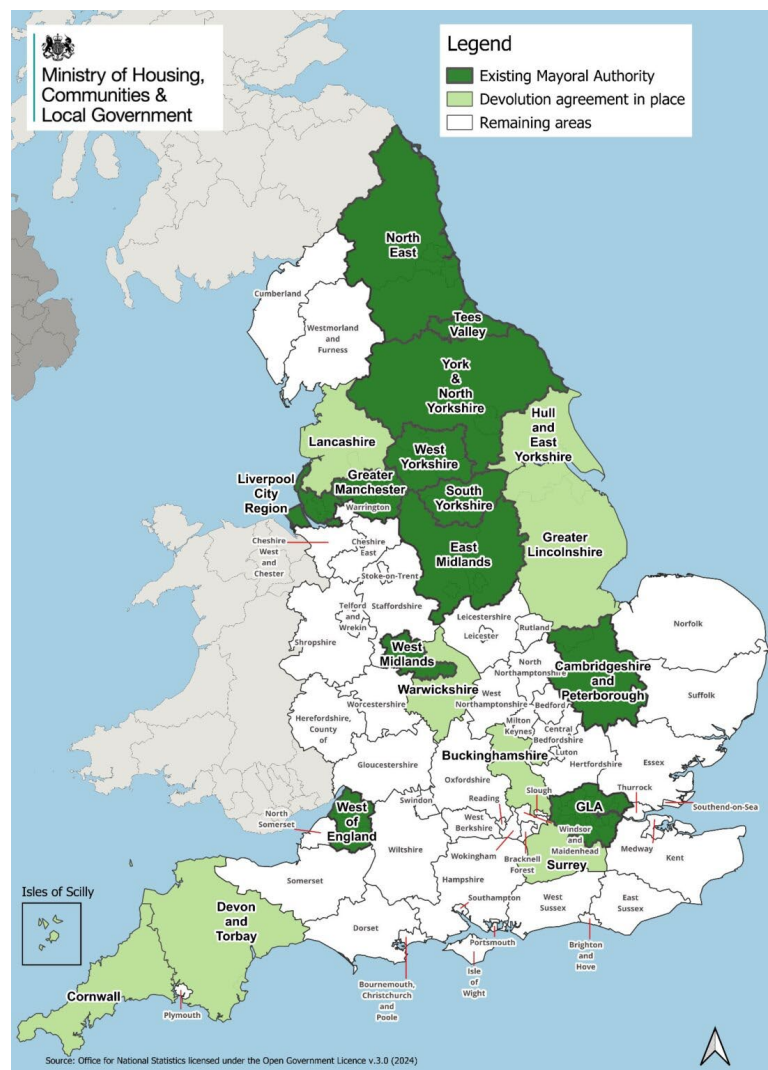 Ministry of Housing,
Communities &
Local Government
Legend
Existing Mayoral Authority
Devolution agreement in place
Remaining areas
North
East
Cumberland
Westmorland
and
Furness
Tees
Valley
York
&
North
Yorkshire
Hull
and
East
Yorkshire
Lancashire
West
Yorkshire
Liverpool
City
Region
Greater
Manchester
Warrington
South
Yorkshire
Cheshire
West
and
Chester
Cheshire
East
East
Midlands
Greater
Lincolnshire
Stoke-on-Trent
Telford
and
Wrekin
Staffordshire
Shropshire
Leicestershire
Leicester
Rutland
Norfolk
West
Midlands
North
Northamptonshire
Cambridgeshire
and
Peterborough
Suffolk
Warwickshire
West
Northamptonshire
Worcestershire
Herefordshire,
County
of
Bedford
Milton
Keynes
Central
Bedfordshire
Luton
Buckinghamshire
Hertfordshire
Essex
Gloucestershire
Oxfordshire
Slough
Thurrock
Southend-on-Sea
GLA
Swindon
Reading
West
Berkshire
North
Somerset
West
of
England
Windsor
and
Maidenhead
Wokingham
Bracknell
Forest
Surrey
Medway
Kent
Wiltshire
Hampshire
Somerset
Isles of Scilly
Southampton
West
Sussex
East
Sussex
Devon
and
Torbay
Dorset
Portsmouth
Brighton
and
Hove
Isle
of
Wight
Bournemouth,
Christchurch
and
Poole
Cornwall
Plymouth
Source: Office for National Statistics licensed under the Open Government Licence v.3.0 (2024)